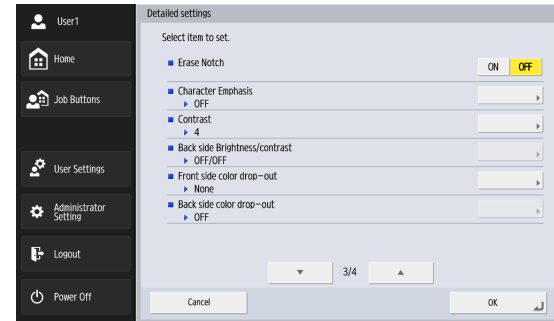 User1
Home
Job Buttons
User Settings
Administrator
Setting
Logout
Power Off
Detailed settings
Select item to set.
Erase Notch
ON OFF
Character Emphasis
OFF
Contrast
4
Back side Brightness/contrast
OFF/OFF
Front side color drop-out
None
Back side color drop-out
OFF
3/4
Cancel
OK